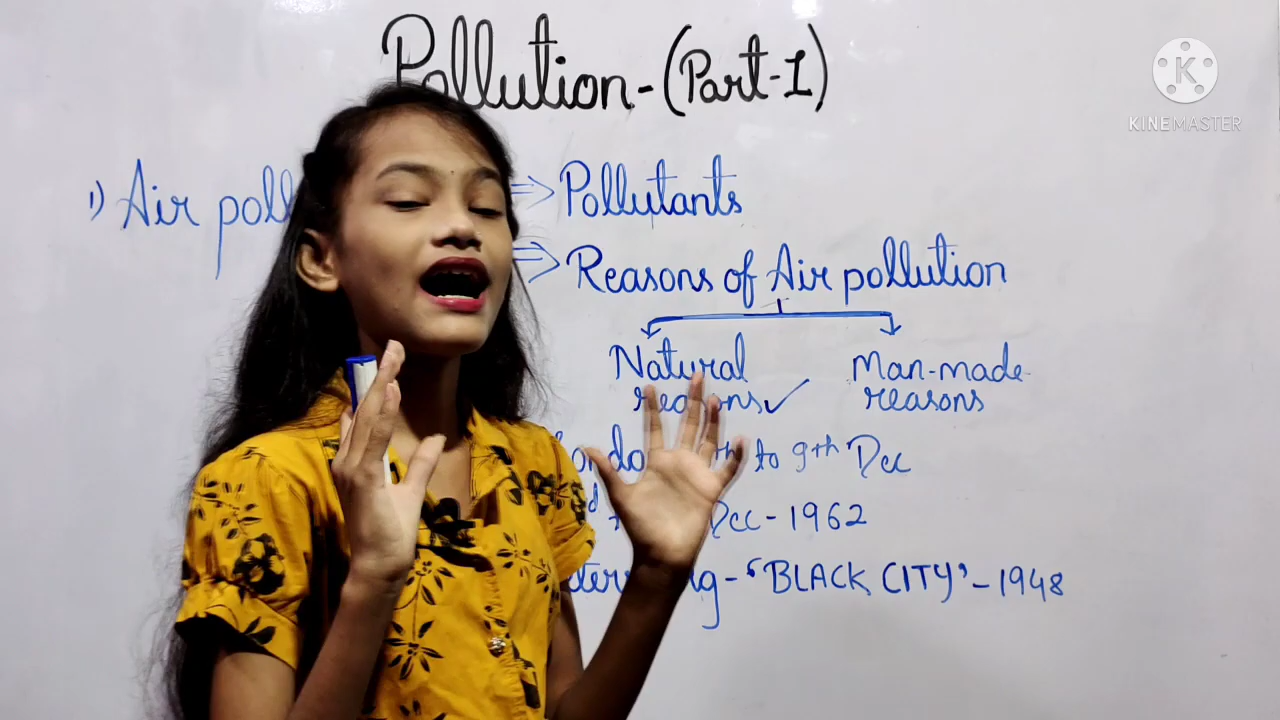 Pollution-(Part-1)
KINEMASTER
1) Air poll
⇒ Pollutants
⇒ Reasons of Air pollution
Natural reasons ✓
Man-made reasons
to 9th Dec
Dec - 1962
- 'BLACK CITY' - 1948